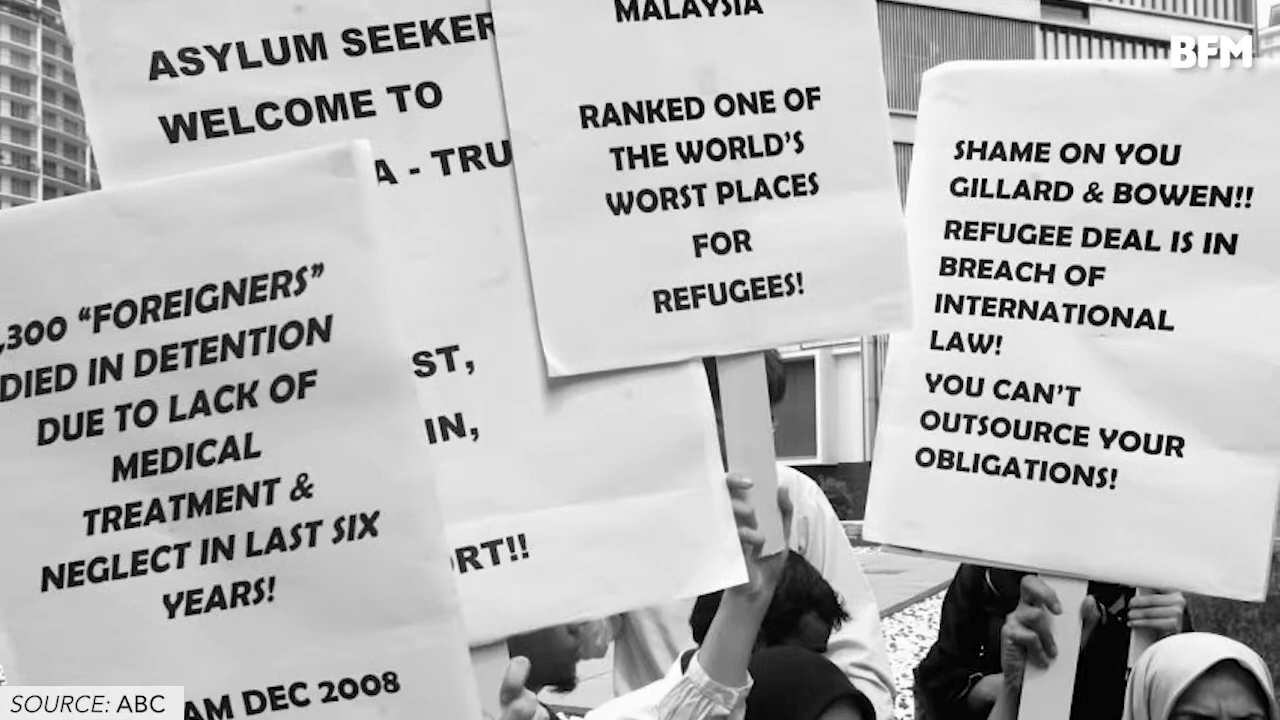 ASYLUM SEEKER
WELCOME TO
A - TRU
ST,
IN,
RT!!
MALAYSIA
RANKED ONE OF
THE WORLD'S
WORST PLACES
FOR
REFUGEES!
BFM
SHAME ON YOU
GILLARD & BOWEN!!
REFUGEE DEAL IS IN
BREACH OF
INTERNATIONAL
LAW!
YOU CAN'T
OUTSOURCE YOUR
OBLIGATIONS!
,300 "FOREIGNERS"
DIED IN DETENTION
DUE TO LACK OF
MEDICAL
TREATMENT &
NEGLECT IN LAST SIX
YEARS!
AM DEC 2008
SOURCE: ABC